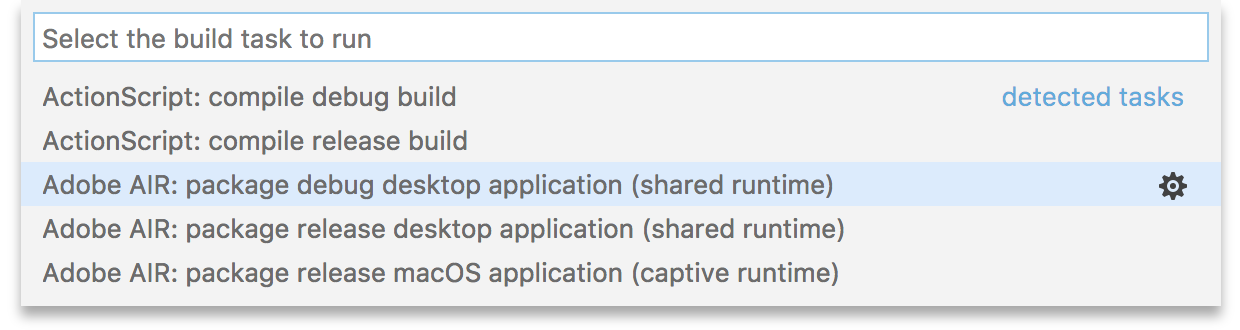 Select the build task to run
ActionScript: compile debug build detected tasks
ActionScript: compile release build
Adobe AIR: package debug desktop application (shared runtime)
Adobe AIR: package release desktop application (shared runtime)
Adobe AIR: package release macOS application (captive runtime)